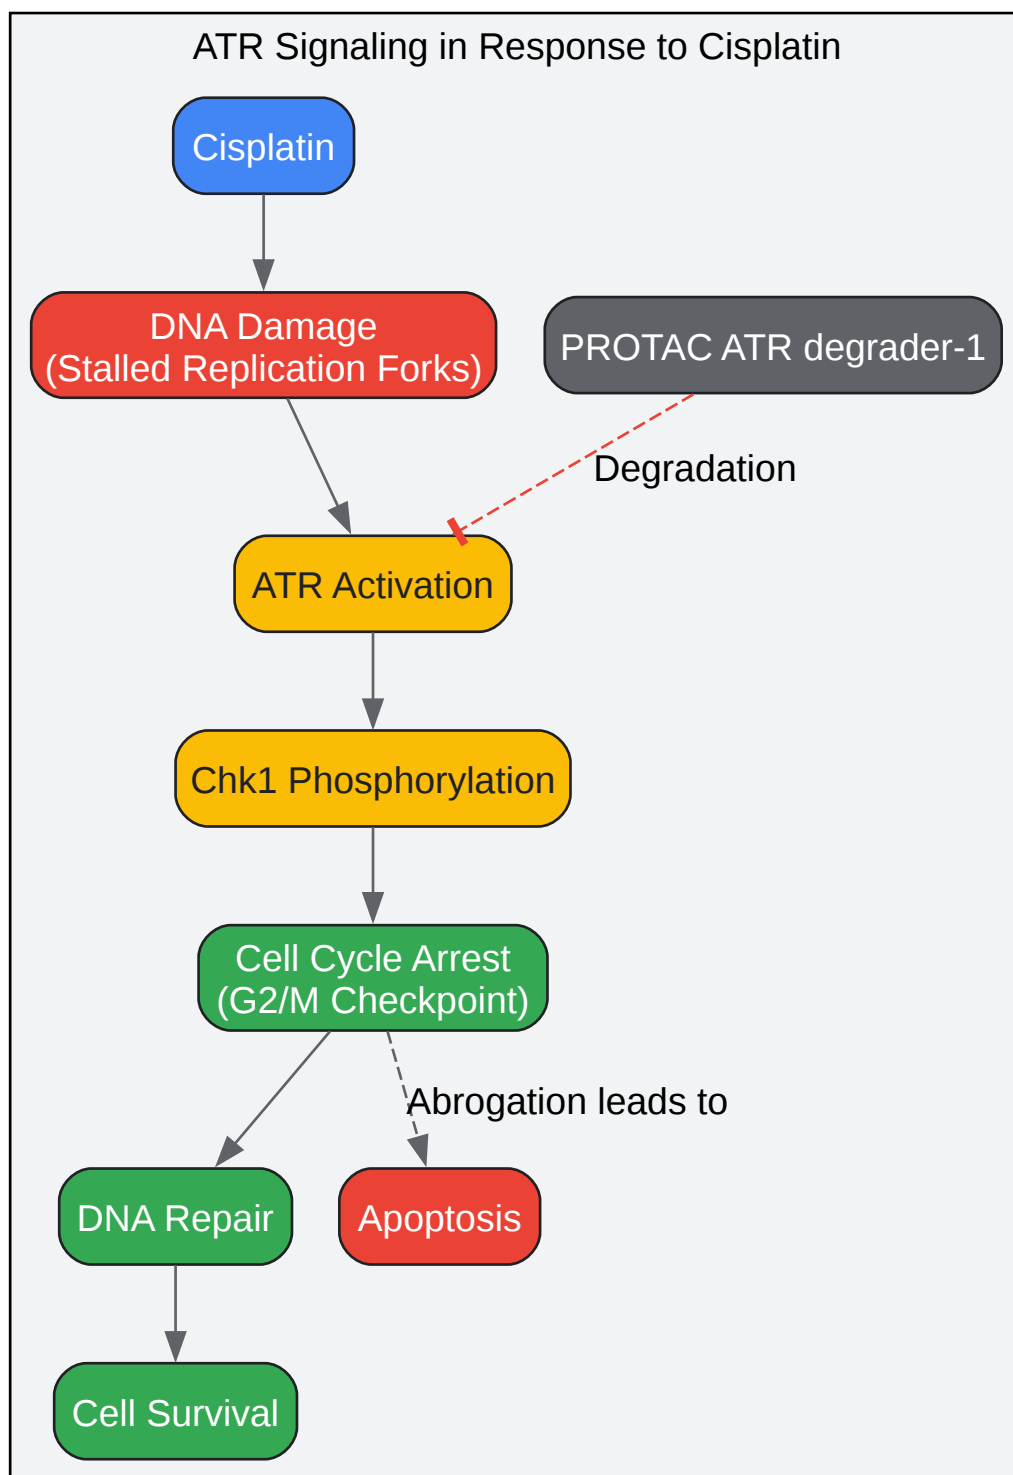 ATR Signaling in Response to Cisplatin
Cisplatin
DNA Damage
(Stalled Replication Forks)
PROTAC ATR degrader-1
Degradation
ATR Activation
Chk1 Phosphorylation
Cell Cycle Arrest
(G2/M Checkpoint)
Abrogation leads to
DNA Repair
Apoptosis
Cell Survival